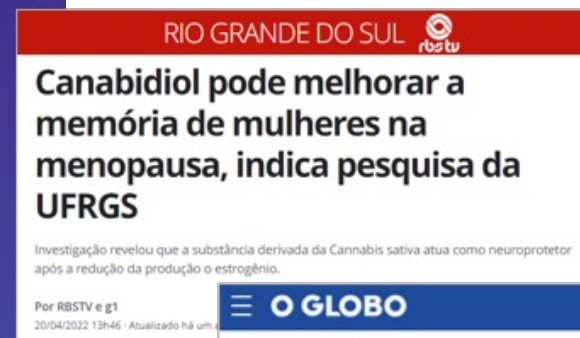 RIO GRANDE DO SUL rbstv
Canabidiol pode melhorar a
memória de mulheres na
menopausa, indica pesquisa da
UFRGS
Investigação revelou que a substância derivada da Cannabis sativa atua como neuroprotetor
após a redução da produção o estrogênio.
Por RBSTV e g1
20/04/2022 13h46 · Atualizado há um
O GLOBO